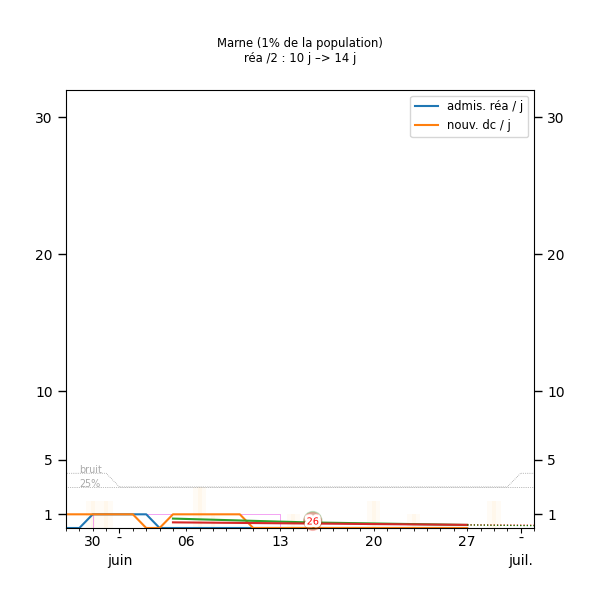 Marne (1% de la population)
réa /2 : 10 j –> 14 j
admis. réa / j
nouv. dc / j
30 30
20 20
10 10
5 5
bruit
25%
1 1
26
30 - 06 13 20 27 -
juin juil.